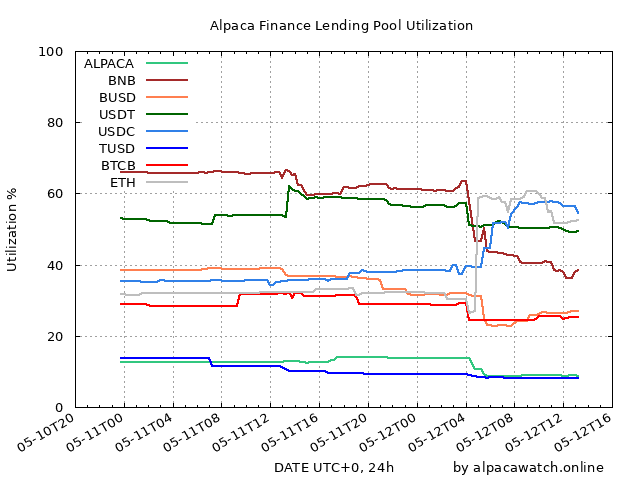 Alpaca Finance Lending Pool Utilization
100
80
60
40
20
0
Utilization %
ALPACA
BNB
BUSD
USDT
USDC
TUSD
BTCB
ETH
05-10T20
05-11T00
05-11T04
05-11T08
05-11T12
05-11T16
05-11T20
05-12T00
05-12T04
05-12T08
05-12T12
05-12T16
DATE UTC+0, 24h
by alpacawatch.online